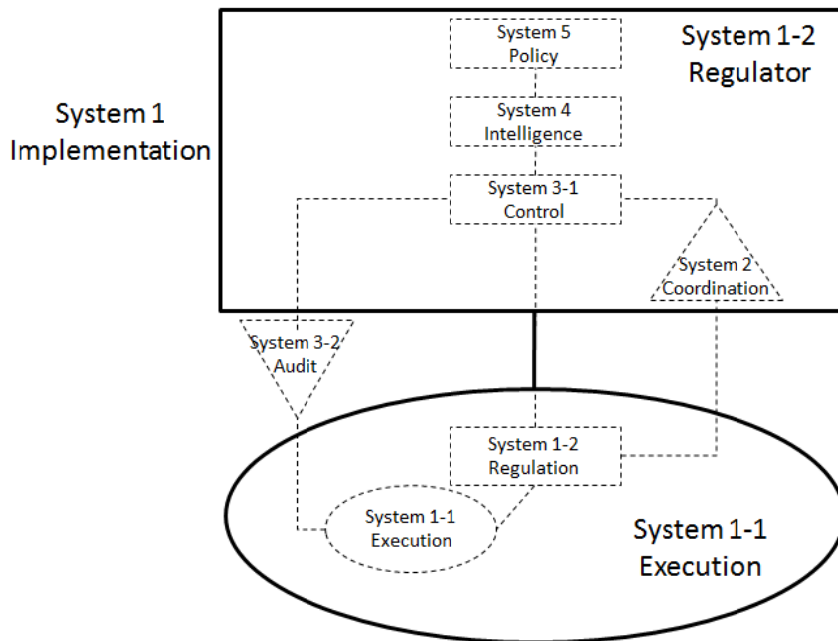 System 5
Policy
System 1-2
Regulator
System 4
Intelligence
System 1
Implementation
System 3-1
Control
System 2
Coordination
System 3-2
Audit
System 1-2
Regulation
System 1-1
Execution
System 1-1
Execution